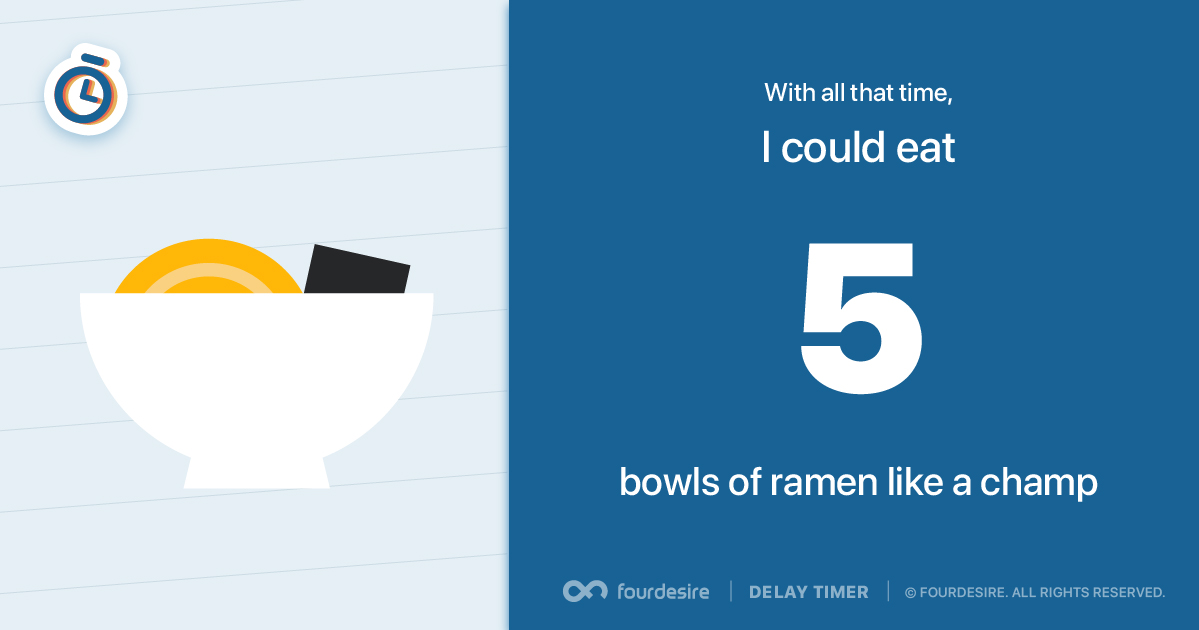 With all that time,
I could eat
5
bowls of ramen like a champ
fourdesire | DELAY TIMER | © FOURDESIRE. ALL RIGHTS RESERVED.